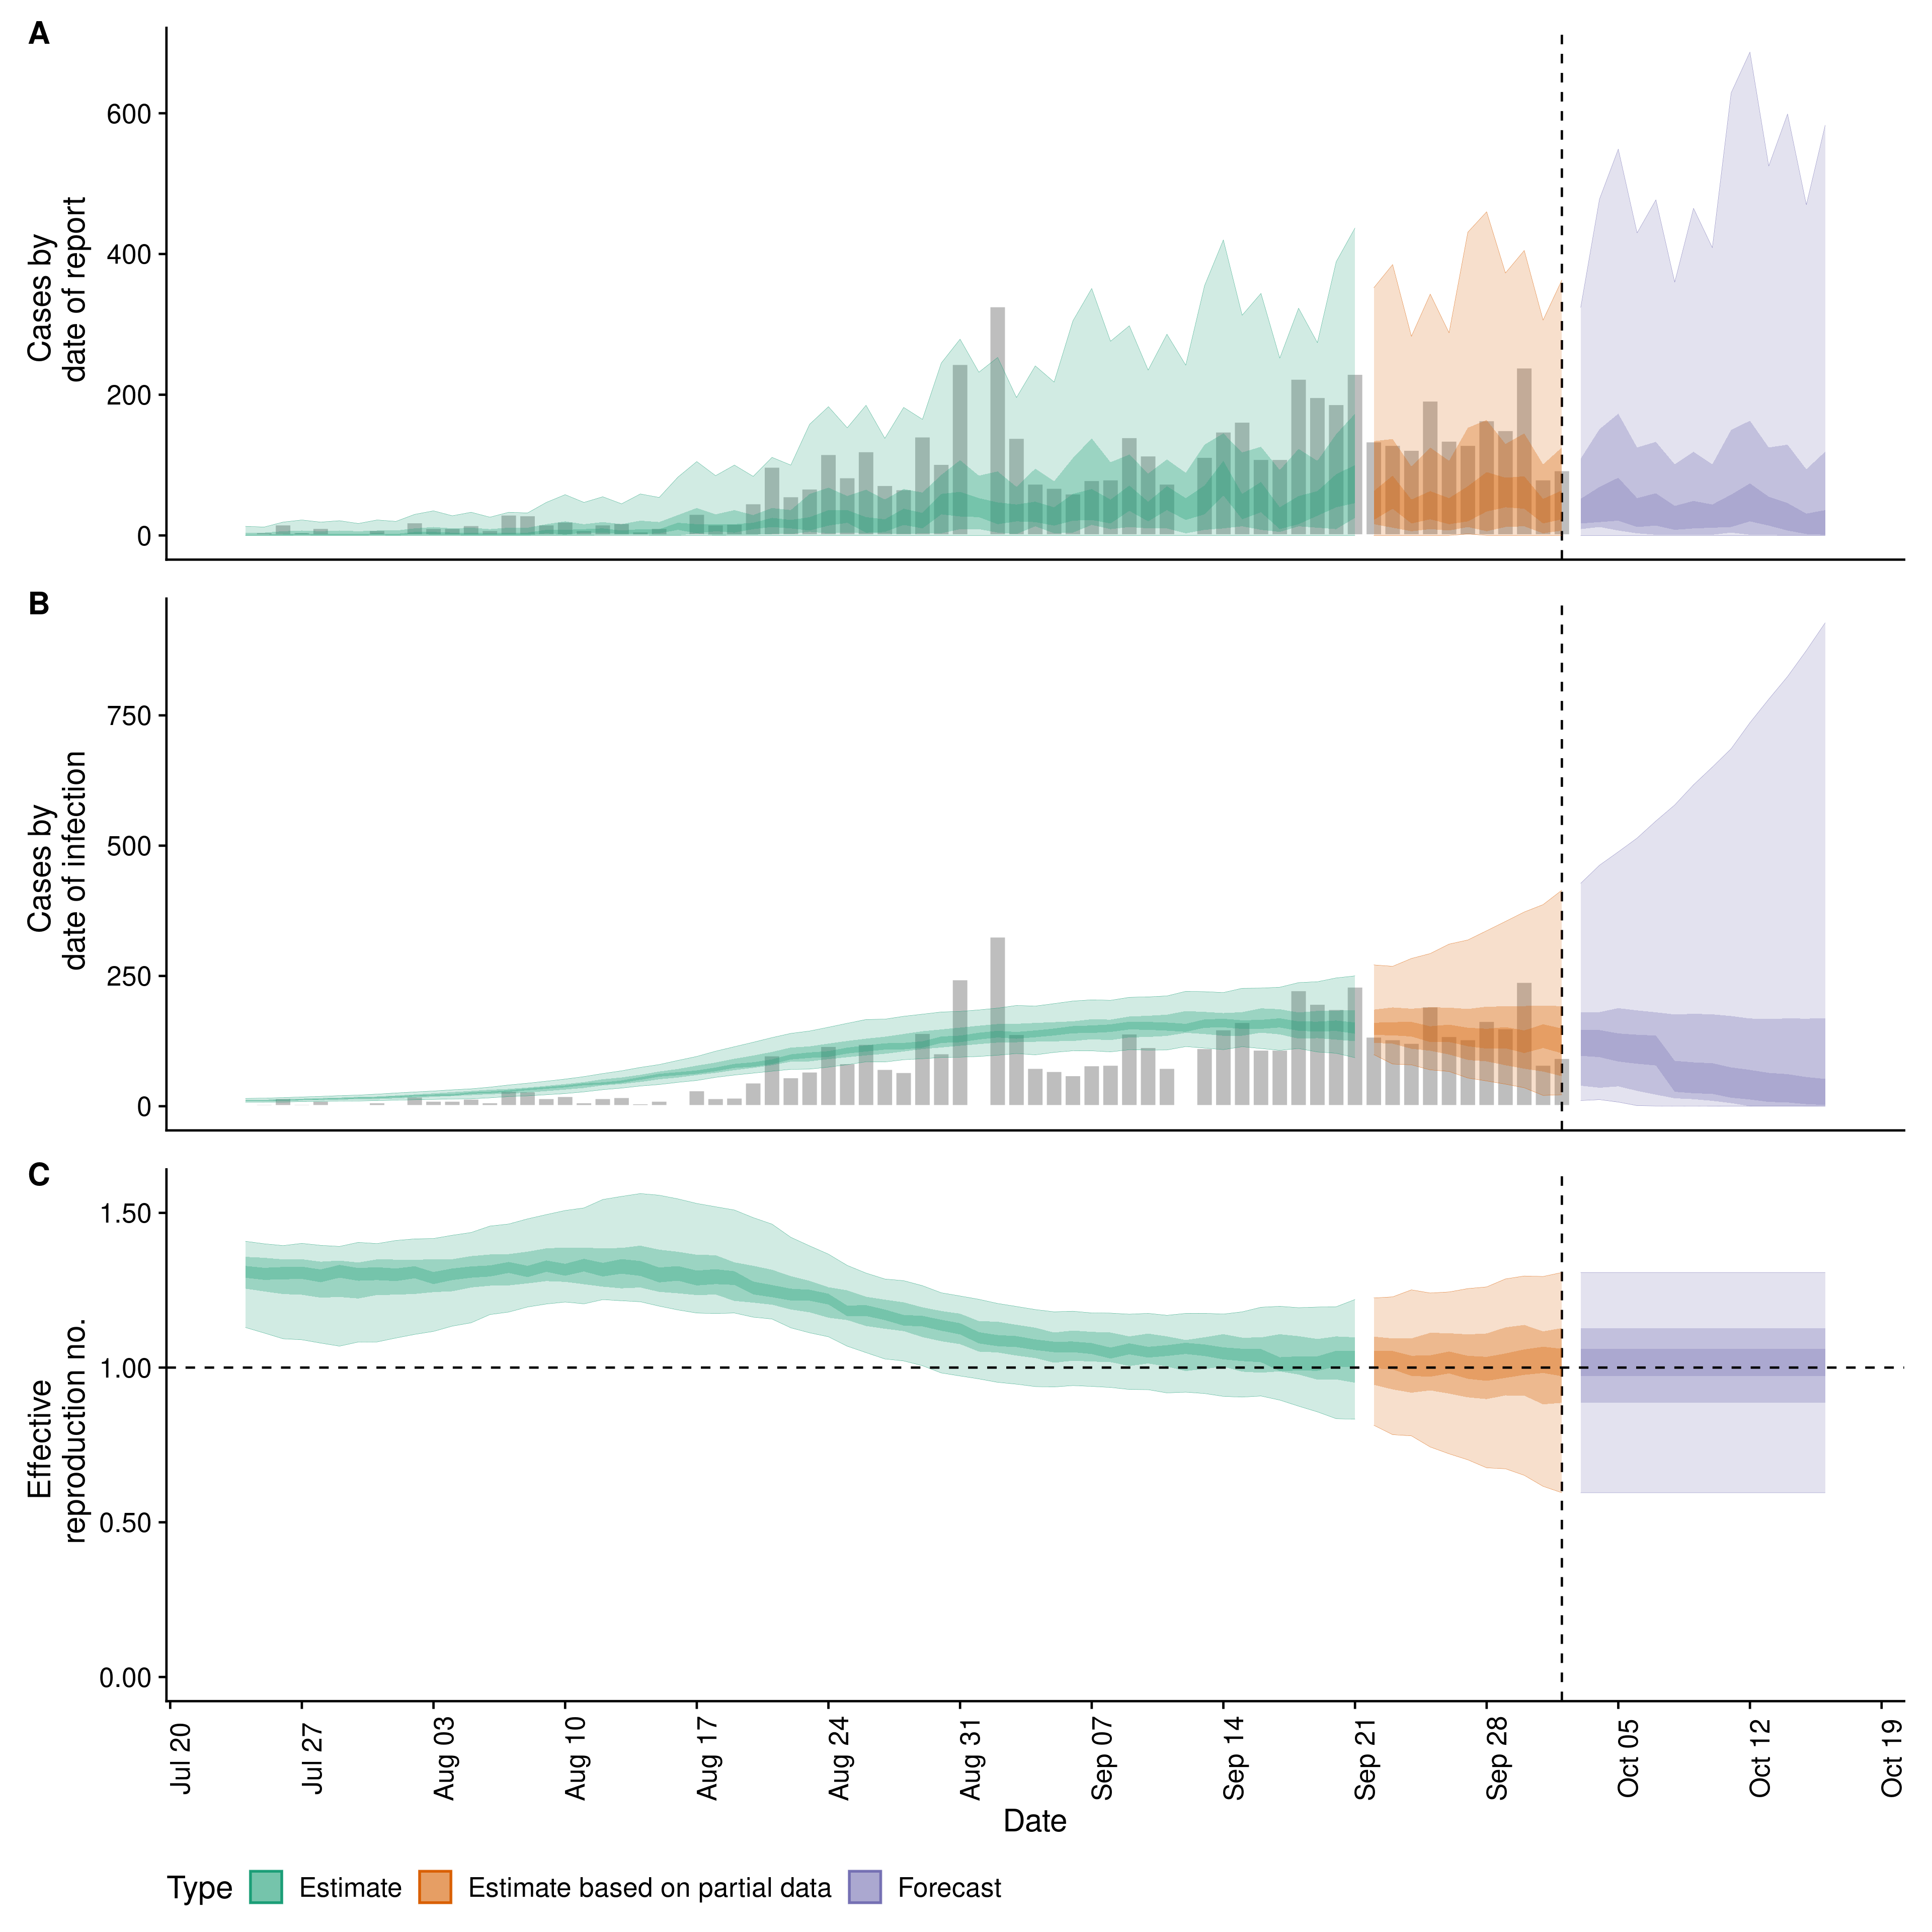 A
600
400
200
0
Cases by
date of report
B
750
500
250
0
Cases by
date of infection
C
1.50
1.00
0.50
0.00
Effective
reproduction no.
Jul 20
Jul 27
Aug 03
Aug 10
Aug 17
Aug 24
Aug 31
Sep 07
Sep 14
Sep 21
Sep 28
Oct 05
Oct 12
Oct 19
Date
Type Estimate Estimate based on partial data Forecast